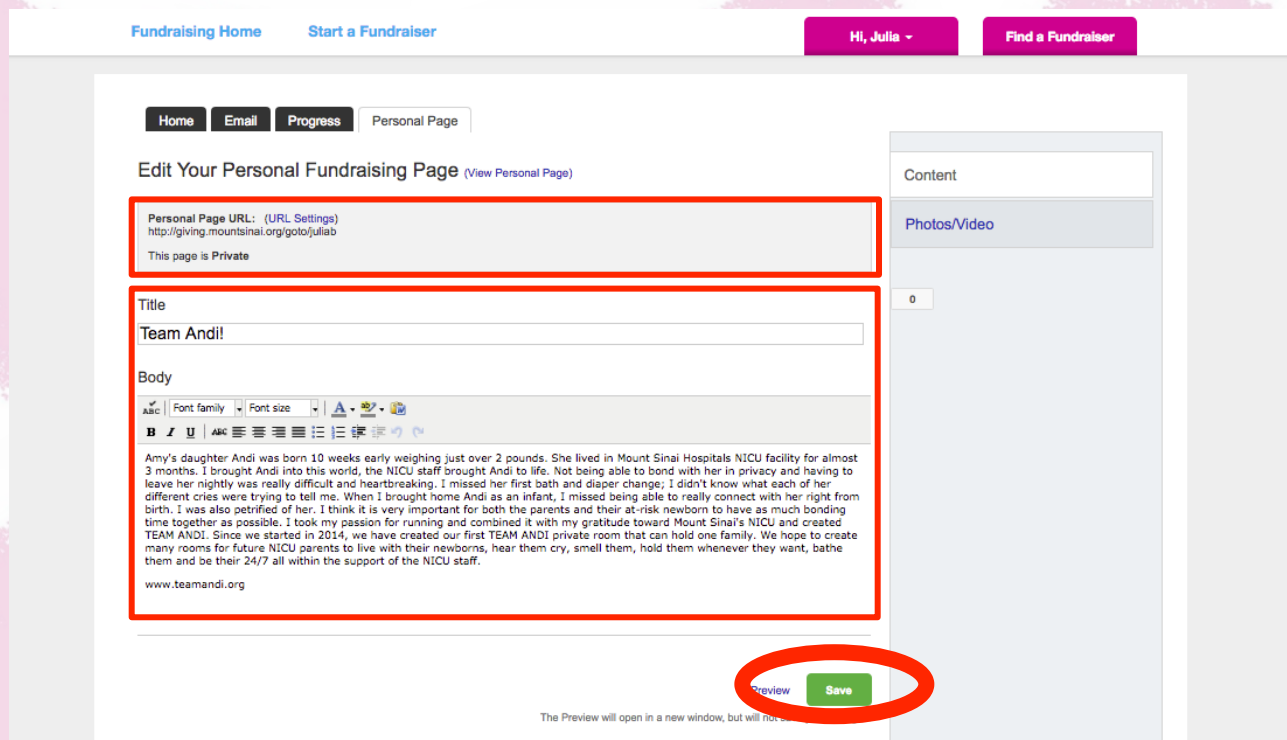 Fundraising Home Start a Fundraiser Hi, Julia Find a Fundraiser
Home Email Progress Personal Page
Edit Your Personal Fundraising Page (View Personal Page)
Content
Photos/Video
0
Personal Page URL: (URL Settings)
http://giving.mountsinai.org/goto/juliab
This page is Private
Title
Team Andi!
Body
ABC Font family Font size A ab
B I U ABC
Amy's daughter Andi was born 10 weeks early weighing just over 2 pounds. She lived in Mount Sinai Hospitals NICU facility for almost
3 months. I brought Andi into this world, the NICU staff brought Andi to life. Not being able to bond with her in privacy and having to
leave her nightly was really difficult and heartbreaking. I missed her first bath and diaper change; I didn't know what each of her
different cries were trying to tell me. When I brought home Andi as an infant, I missed being able to really connect with her right from
birth. I was also petrified of her. I think it is very important for both the parents and their at-risk newborn to have as much bonding
time together as possible. I took my passion for running and combined it with my gratitude toward Mount Sinai's NICU and created
TEAM ANDI. Since we started in 2014, we have created our first TEAM ANDI private room that can hold one family. We hope to create
many rooms for future NICU parents to live with their newborns, hear them cry, smell them, hold them whenever they want, bathe
them and be their 24/7 all within the support of the NICU staff.
www.teamandi.org
Preview Save
The Preview will open in a new window, but will not